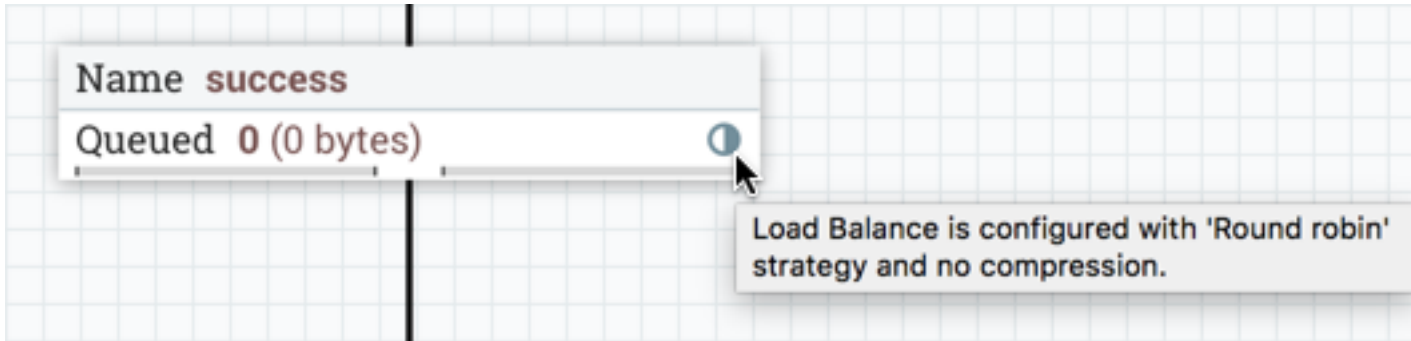 Name success
Queued 0 (0 bytes)
Load Balance is configured with 'Round robin'
strategy and no compression.